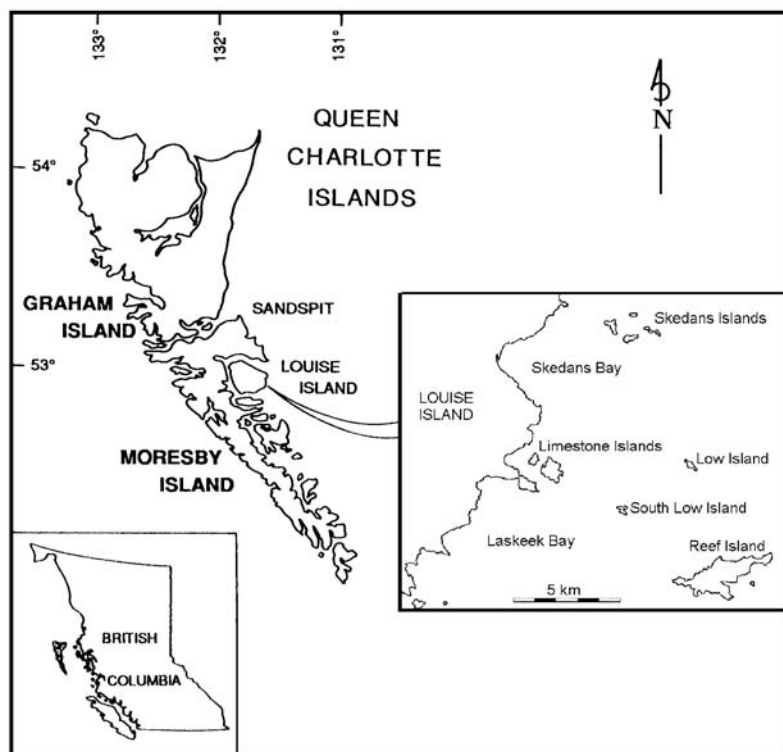 133°
132°
131°
QUEEN
CHARLOTTE
ISLANDS
N
54°
GRAHAM
ISLAND
SANDSPIT
53°
LOUISE
ISLAND
MORESBY
ISLAND
Skedans Islands
Skedans Bay
LOUISE
ISLAND
Limestone Islands
Low Island
South Low Island
Laskeek Bay
Reef Island
5 km
BRITISH
COLUMBIA